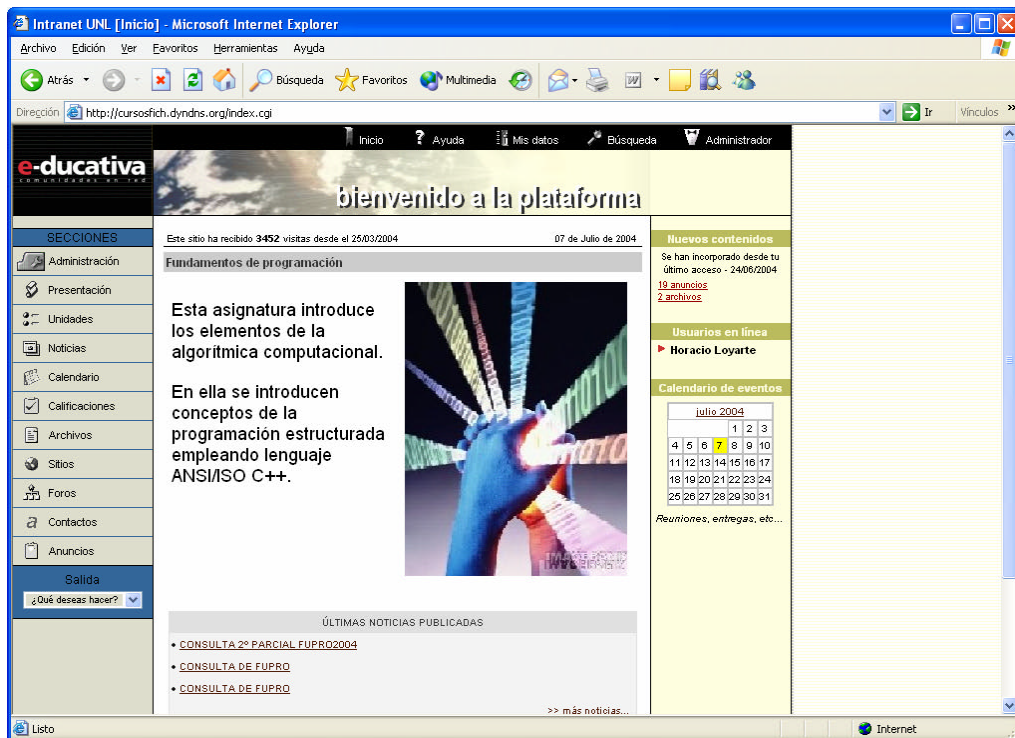 Intranet UNL [Inicio] - Microsoft Internet Explorer
Archivo Edición Ver Favoritos Herramientas Ayuda
Atrás Búsqueda Favoritos Multimedia
Dirección http://cursosfich.dyndns.org/index.cgi Ir Vínculos »
Inicio ? Ayuda Mis datos Búsqueda Administrador
e-ducativa
comunidades en red
bienvenido a la plataforma
SECCIONES
Administración
Presentación
Unidades
Noticias
Calendario
Calificaciones
Archivos
Sitios
Foros
Contactos
Anuncios
Salida
¿Qué deseas hacer?
Este sitio ha recibido 3452 visitas desde el 25/03/2004 07 de Julio de 2004
Fundamentos de programación
Esta asignatura introduce
los elementos de la
algorítmica computacional.
En ella se introducen
conceptos de la
programación estructurada
empleando lenguaje
ANSI/ISO C++.
ÚLTIMAS NOTICIAS PUBLICADAS
• CONSULTA 2º PARCIAL FUPRO2004
• CONSULTA DE FUPRO
• CONSULTA DE FUPRO
>> más noticias...
Nuevos contenidos
Se han incorporado desde tu
último acceso - 24/06/2004
19 anuncios
2 archivos
Usuarios en línea
Horacio Loyarte
Calendario de eventos
julio 2004
1 2 3
4 5 6 7 8 9 10
11 12 13 14 15 16 17
18 19 20 21 22 23 24
25 26 27 28 29 30 31
Reuniones, entregas, etc...
Listo Internet